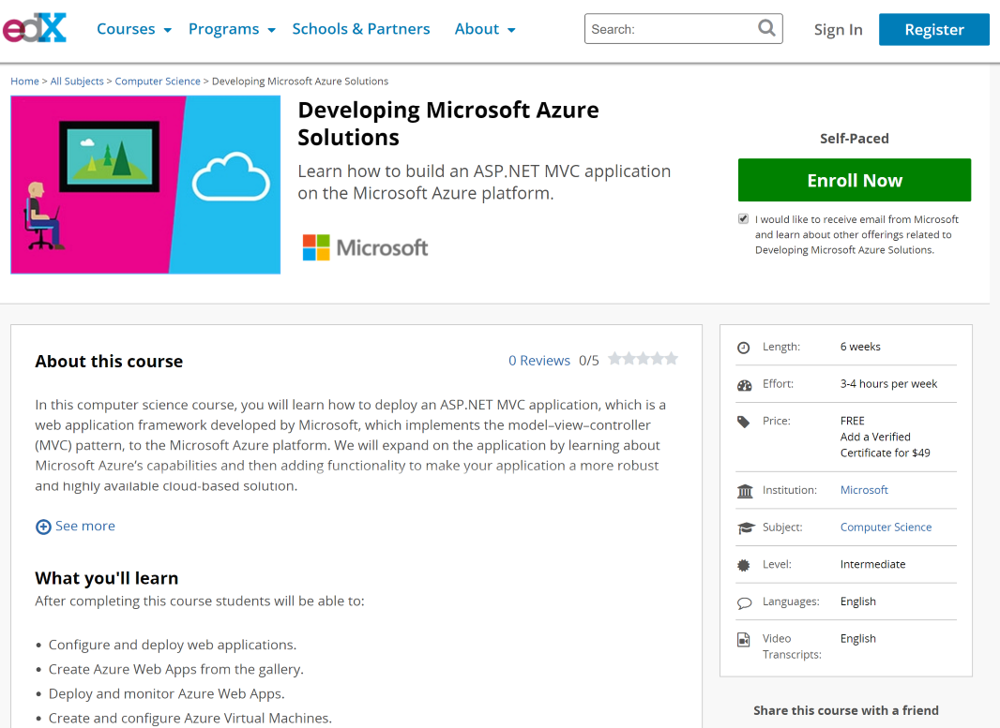 edX
Courses
Programs
Schools & Partners
About
Search:
Sign In
Register
Home > All Subjects > Computer Science > Developing Microsoft Azure Solutions
Developing Microsoft Azure
Solutions
Learn how to build an ASP.NET MVC application
on the Microsoft Azure platform.
Microsoft
Self-Paced
Enroll Now
I would like to receive email from Microsoft
and learn about other offerings related to
Developing Microsoft Azure Solutions.
About this course
0 Reviews 0/5
In this computer science course, you will learn how to deploy an ASP.NET MVC application, which is a
web application framework developed by Microsoft, which implements the model–view–controller
(MVC) pattern, to the Microsoft Azure platform. We will expand on the application by learning about
Microsoft Azure's capabilities and then adding functionality to make your application a more robust
and highly available cloud-based solution.
See more
What you'll learn
After completing this course students will be able to:
• Configure and deploy web applications.
• Create Azure Web Apps from the gallery.
• Deploy and monitor Azure Web Apps.
• Create and configure Azure Virtual Machines.
Length: 6 weeks
Effort: 3-4 hours per week
Price: FREE
Add a Verified
Certificate for $49
Institution: Microsoft
Subject: Computer Science
Level: Intermediate
Languages: English
Video English
Transcripts:
Share this course with a friend